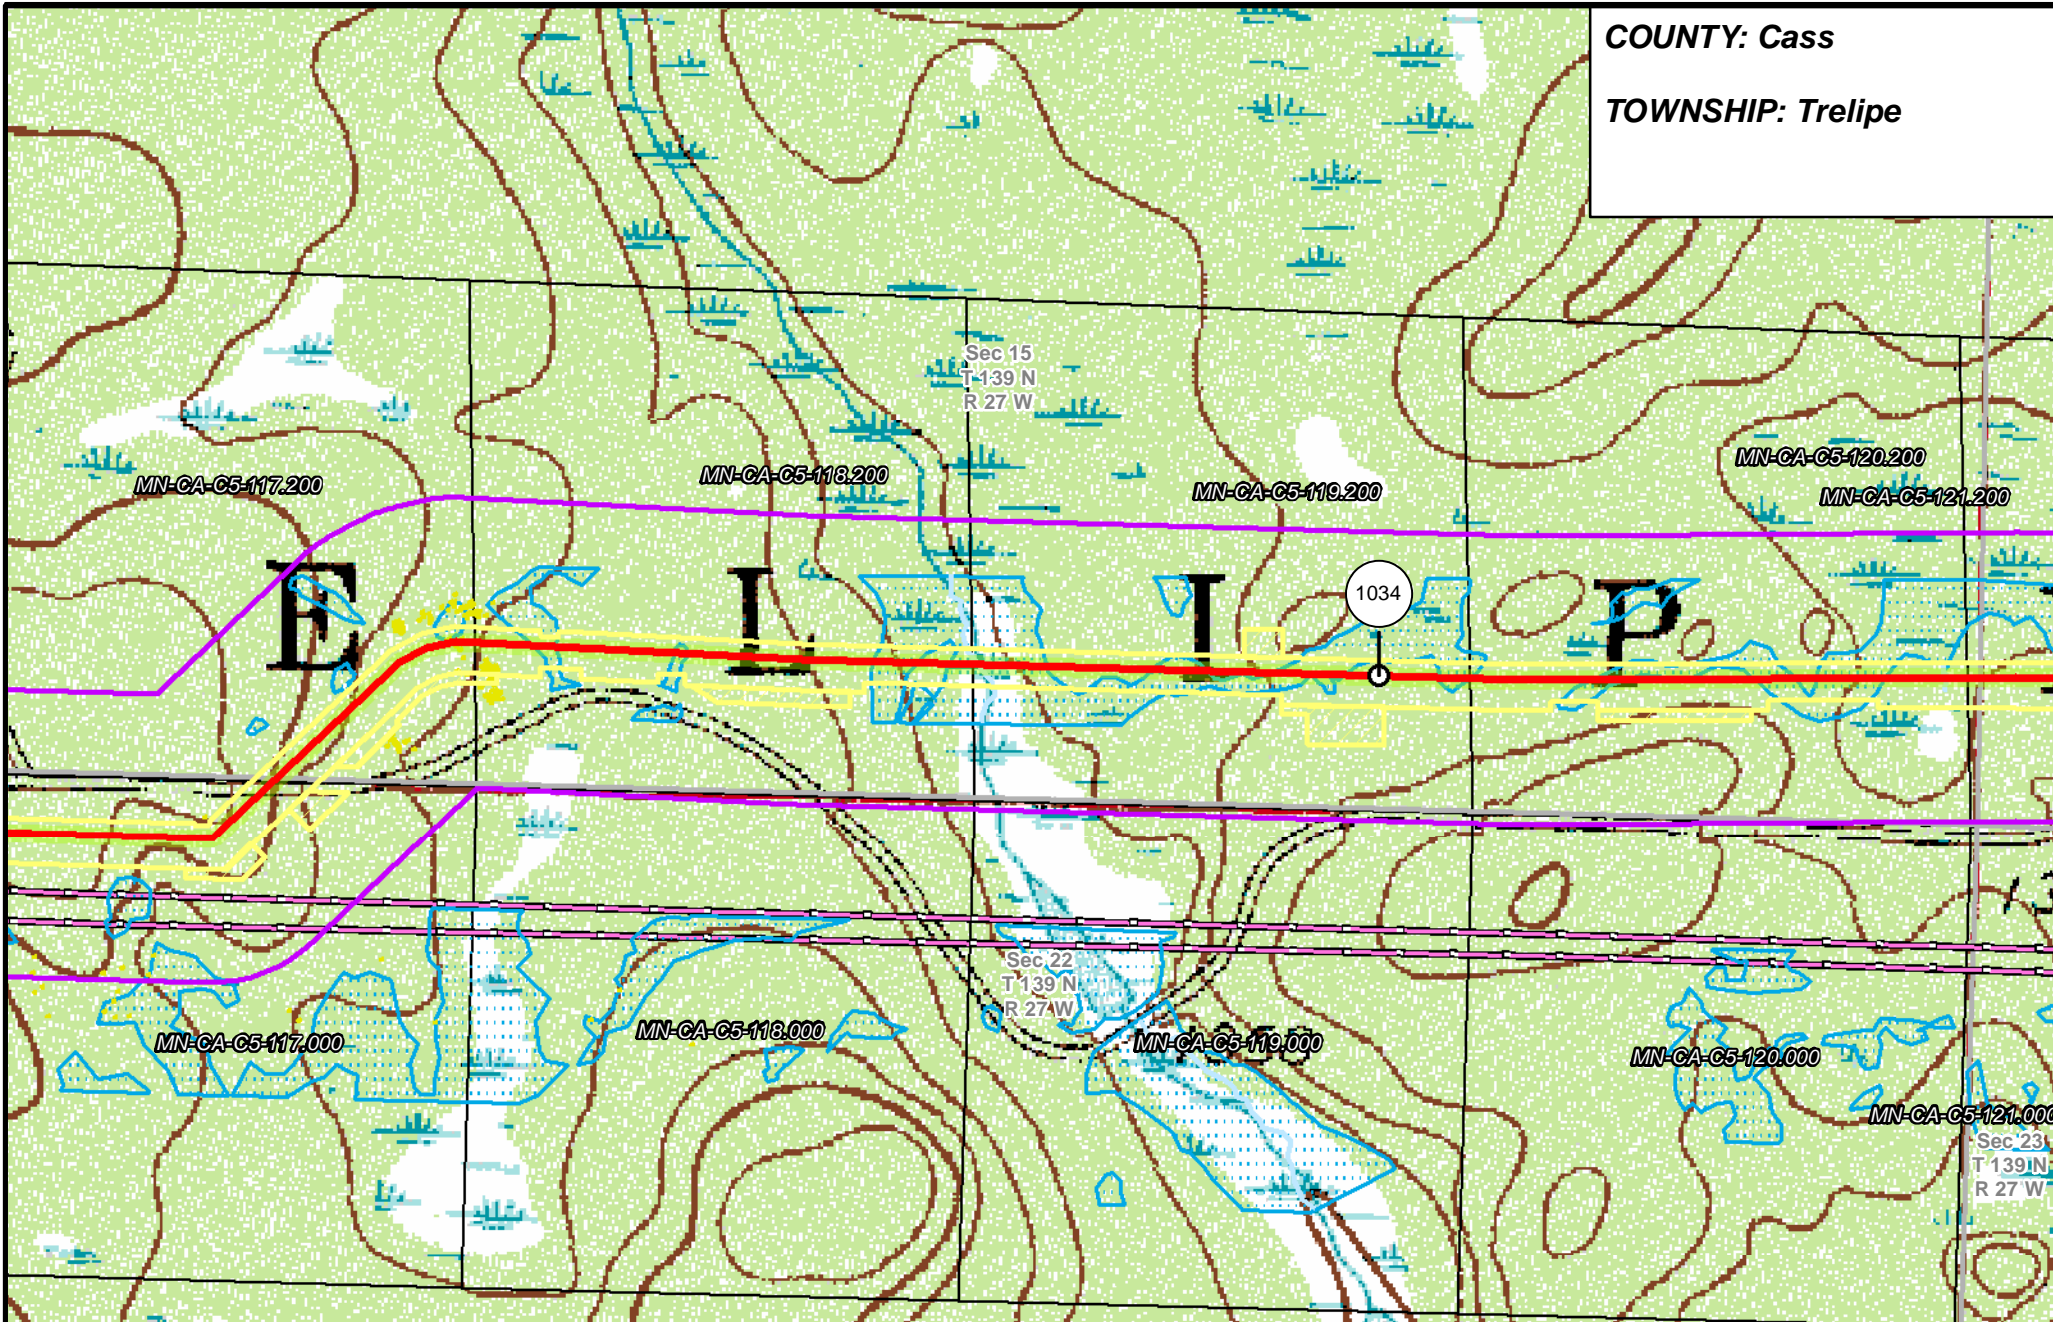 COUNTY: Cass
TOWNSHIP: Trelipe
Sec 15
T 139 N
R 27 W
MN-CA-C5-117.200
MN-CA-C5-118.200
MN-CA-C5-119.200
MN-CA-C5-120.200
MN-CA-C5-121.200
E L I P
1034
Sec 22
T 139 N
R 27 W
MN-CA-C5-117.000
MN-CA-C5-118.000
MN-CA-C5-119.000
MN-CA-C5-120.000
MN-CA-C5-121.000
Sec 23
T 139 N
R 27 W